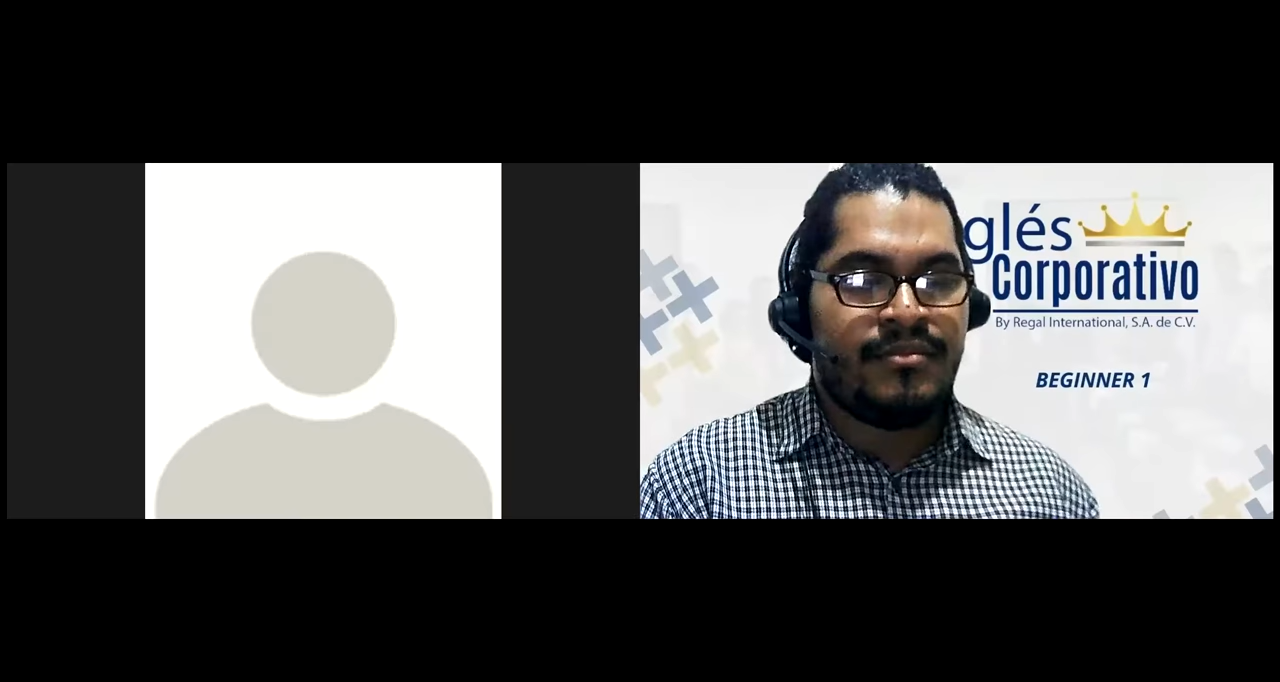 glés
Corporativo
By Regal International, S.A. de C.V.
BEGINNER 1